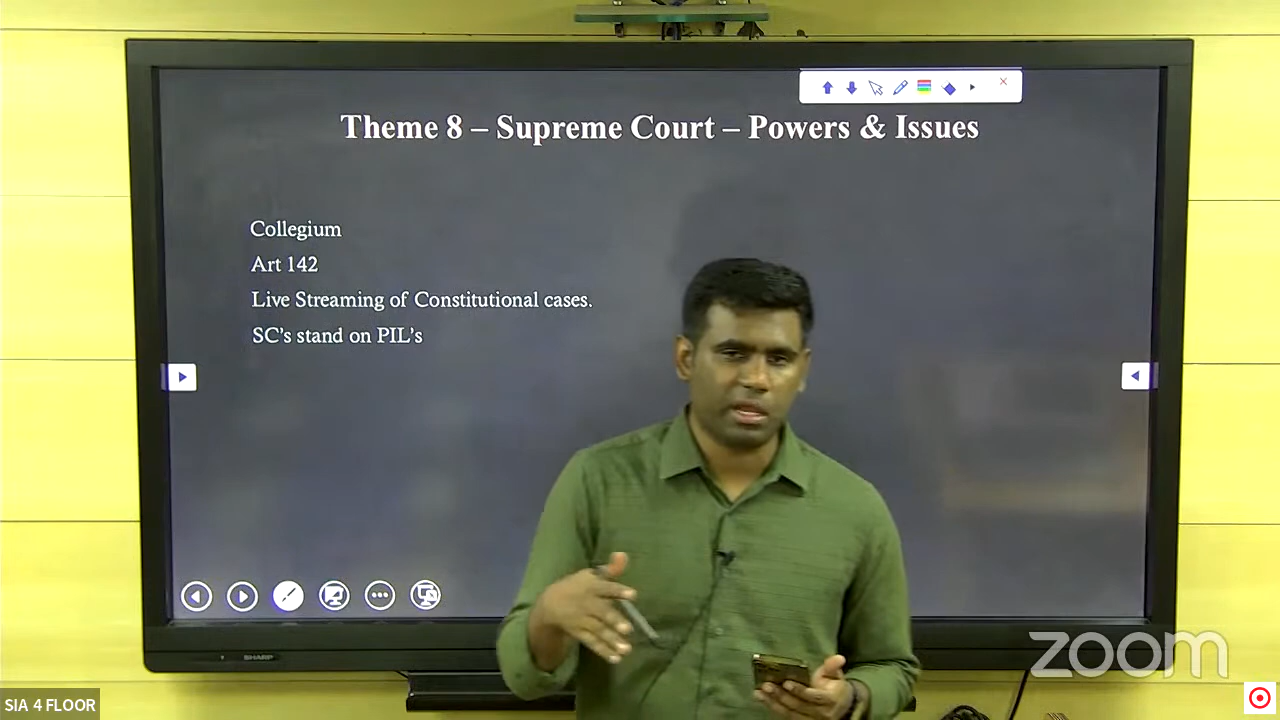 Theme 8 – Supreme Court – Powers & Issues
Collegium
Art 142
Live Streaming of Constitutional cases.
SC's stand on PIL's
SHARP
zoom
SIA 4 FLOOR